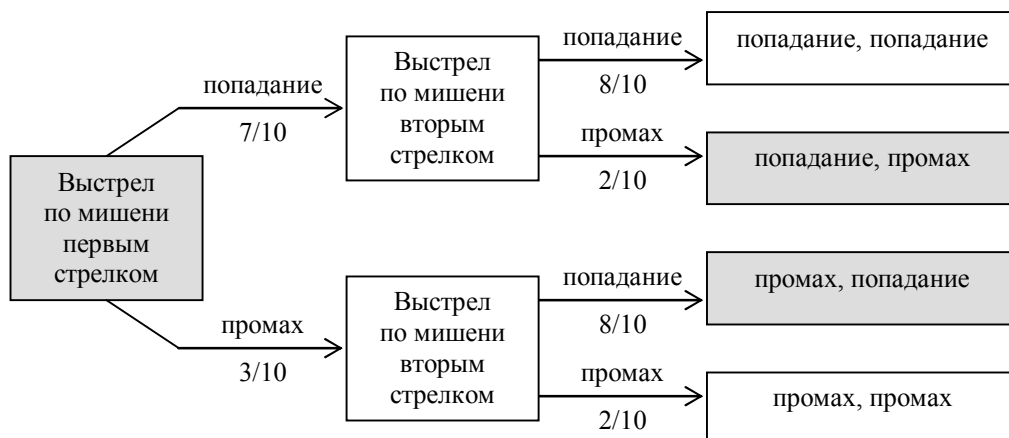 попадание
7/10
Выстрел
по мишени
вторым
стрелком
попадание
8/10
попадание, попадание
промах
2/10
попадание, промах
Выстрел
по мишени
первым
стрелком
промах
3/10
Выстрел
по мишени
вторым
стрелком
попадание
8/10
промах, попадание
промах
2/10
промах, промах